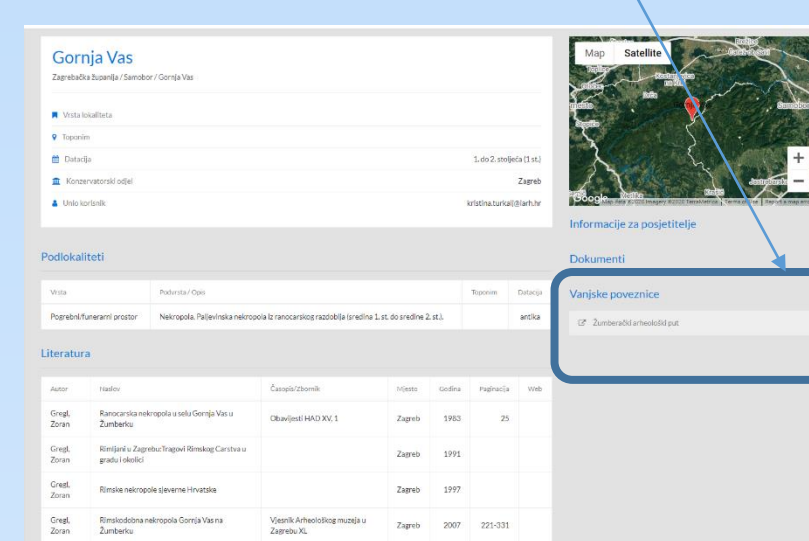 Gornja Vas
Zagrebačka županija / Samobor / Gornja Vas
Vrsta lokaliteta
Toponim
Datacija 1. do 2. stoljeća (1 st.)
Konzervatorski odjel Zagreb
Unio korisnik kristina.turkalj@iarh.hr
Podlokaliteti
Vrsta Podvrsta / Opis Toponim Datacija
Pogrebni/funerarni prostor Nekropola. Paljevinska nekropola iz ranocarskog razdoblja (sredina 1. st. do sredine 2. st.). antika
Literatura
Autor Naslov Časopis/Zbornik Mjesto Godina Paginacija Web
Gregl, Zoran Ranocarska nekropola u selu Gornja Vas u Žumberku Obavijesti HAD XV, 1 Zagreb 1983 25
Gregl, Zoran Rimljani u Zagrebu: Tragovi Rimskog Carstva u gradu i okolici Zagreb 1991
Gregl, Zoran Rimske nekropole sjeverne Hrvatske Zagreb 1997
Gregl, Zoran Rimskodobna nekropola Gornja Vas na Žumberku Vjesnik Arheološkog muzeja u Zagrebu XL Zagreb 2007 221-331
Map Satellite
Google
Informacije za posjetitelje
Dokumenti
Vanjske poveznice
Žumberački arheološki put